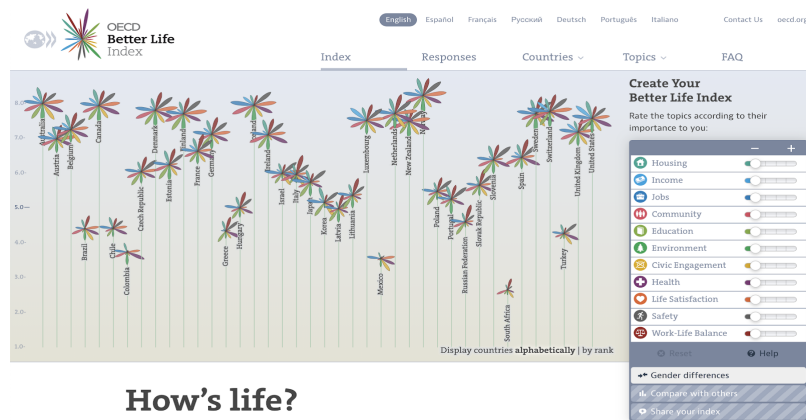 English Español Français Русский Deutsch Português Italiano Contact Us oecd.org
OECD
Better Life
Index
Index Responses Countries Topics FAQ
8.0
7.0
6.0
5.0
4.0
3.0
2.0
1.0
Australia
Austria
Belgium
Brazil
Canada
Chile
Colombia
Czech Republic
Denmark
Estonia
Finland
France
Germany
Greece
Hungary
Iceland
Ireland
Israel
Italy
Japan
Korea
Latvia
Lithuania
Luxembourg
Mexico
Netherlands
New Zealand
Norway
Poland
Portugal
Russian Federation
Slovak Republic
Slovenia
South Africa
Spain
Sweden
Switzerland
Turkey
United Kingdom
United States
Display countries alphabetically | by rank
Create Your
Better Life Index
Rate the topics according to their
importance to you:
− +
Housing
Income
Jobs
Community
Education
Environment
Civic Engagement
Health
Life Satisfaction
Safety
Work-Life Balance
Reset Help
Gender differences
Compare with others
Share your index
How's life?